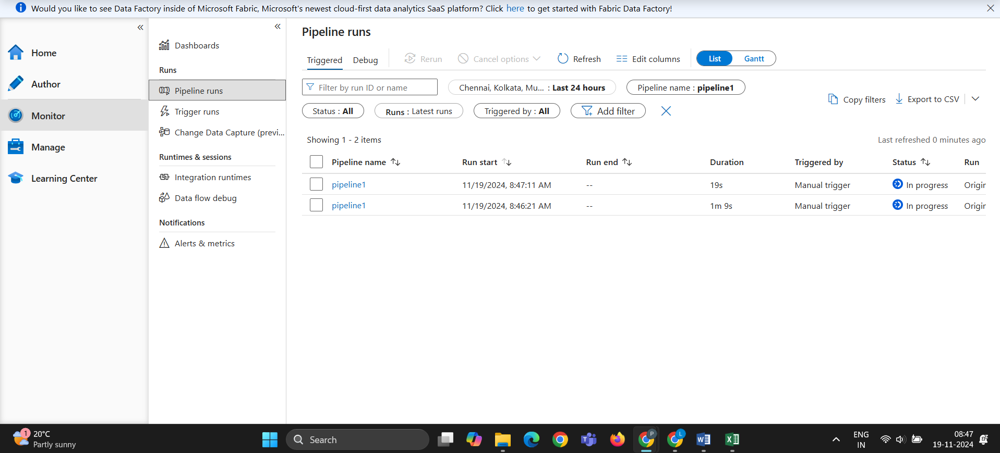 Would you like to see Data Factory inside of Microsoft Fabric, Microsoft's newest cloud-first data analytics SaaS platform? Click here to get started with Fabric Data Factory!
Home
Author
Monitor
Manage
Learning Center
Dashboards
Runs
Pipeline runs
Trigger runs
Change Data Capture (previ...
Runtimes & sessions
Integration runtimes
Data flow debug
Notifications
Alerts & metrics
Pipeline runs
Triggered Debug Rerun Cancel options Refresh Edit columns List Gantt
Filter by run ID or name Chennai, Kolkata, Mu... : Last 24 hours Pipeline name : pipeline1
Status : All Runs : Latest runs Triggered by : All Add filter
Copy filters Export to CSV
Showing 1 - 2 items Last refreshed 0 minutes ago
Pipeline name Run start Run end Duration Triggered by Status Run
pipeline1 11/19/2024, 8:47:11 AM -- 19s Manual trigger In progress Origin
pipeline1 11/19/2024, 8:46:21 AM -- 1m 9s Manual trigger In progress Origin
1 20°C
Partly sunny
Search
P
L
ENG
IN
08:47
19-11-2024